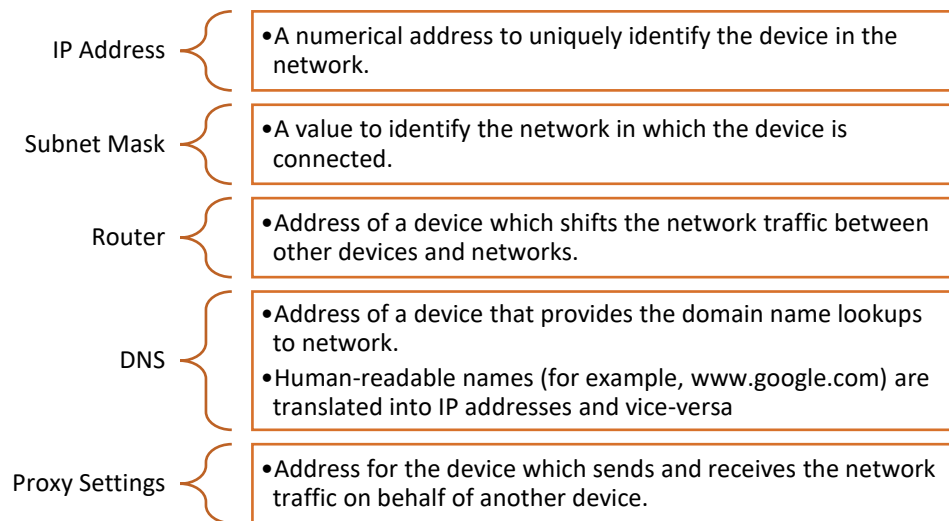 IP Address
•A numerical address to uniquely identify the device in the
network.
Subnet Mask
•A value to identify the network in which the device is
connected.
Router
•Address of a device which shifts the network traffic between
other devices and networks.
DNS
•Address of a device that provides the domain name lookups
to network.
•Human-readable names (for example, www.google.com) are
translated into IP addresses and vice-versa
Proxy Settings
•Address for the device which sends and receives the network
traffic on behalf of another device.